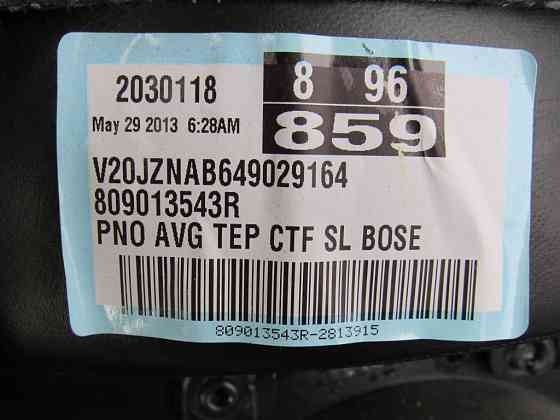 2030118
8 96
May 29 2013 6:28AM
859
V20JZNAB649029164
809013543R
PNO AVG TEP CTF SL BOSE
809013543R-2813915